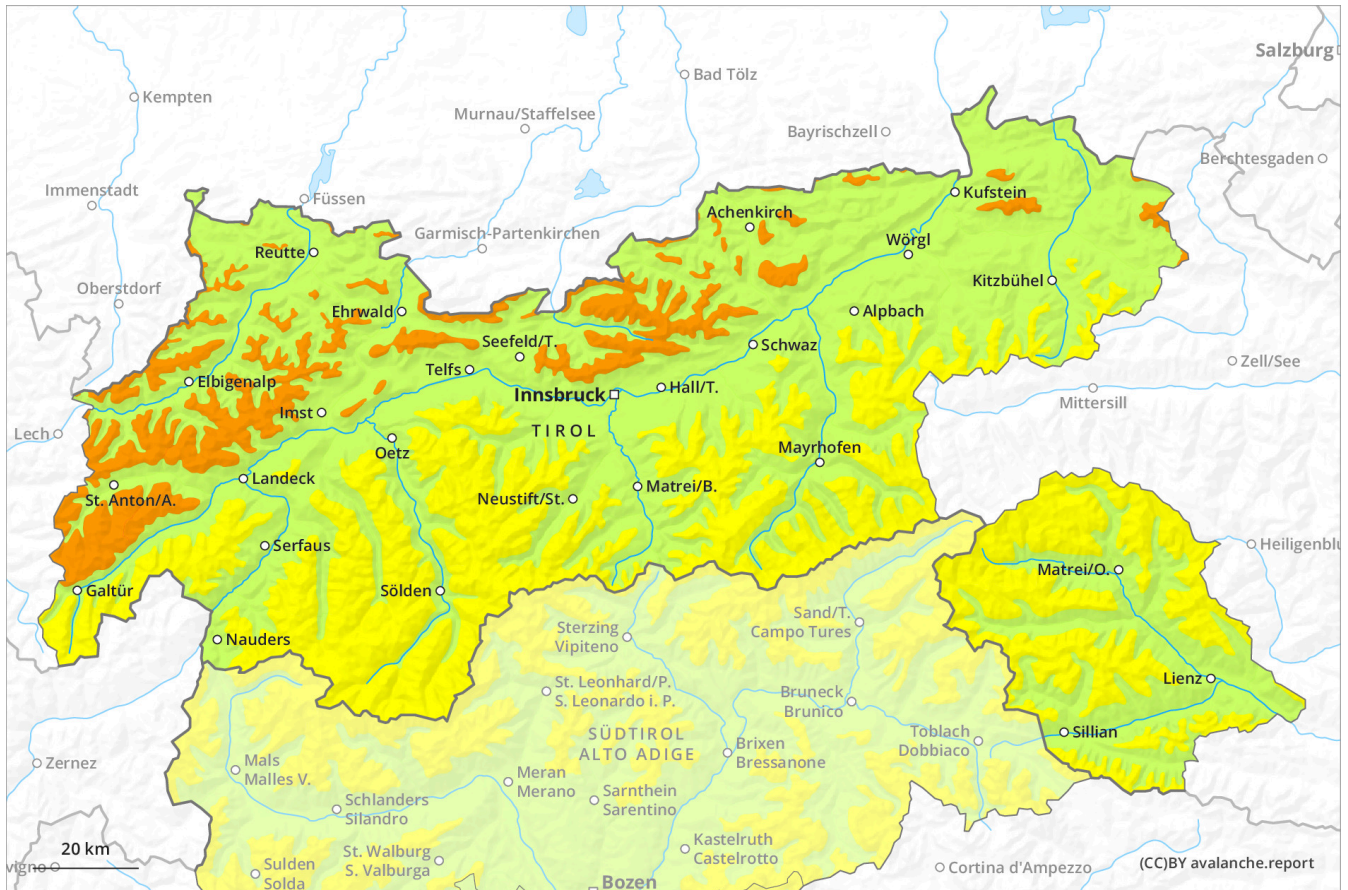 Salzburg
Bad Tölz
Kempten
Murnau/Staffelsee
Bayrischzell
Berchtesgaden
Immenstadt
Füssen
Kufstein
Achenkirch
Garmisch-Partenkirchen
Reutte
Wörgl
Oberstdorf
Kitzbühel
Ehrwald
Alpbach
Seefeld/T.
Schwaz
Zell/See
Telfs
Elbigenalp
Hall/T.
Innsbruck
Mittersill
Imst
Lech
TIROL
Oetz
Mayrhofen
Landeck
Matrei/B.
St. Anton/A.
Neustift/St.
Serfaus
Heiligenblu
Matrei/O.
Galtür
Sölden
Sand/T.
Campo Tures
Sterzing
Vipiteno
Nauders
Lienz
St. Leonhard/P.
S. Leonardo i. P.
Bruneck
Brunico
Sillian
SÜDTIROL
ALTO ADIGE
Toblach
Dobbiaco
Brixen
Bressanone
Zernez
Mals
Malles V.
Meran
Merano
Sarnthein
Sarentino
Schlanders
Silandro
Kastelruth
Castelrotto
20 km
St. Walburg
S. Valburga
vigno
Sulden
Solda
Cortina d'Ampezzo
(CC)BY avalanche.report
Bozen